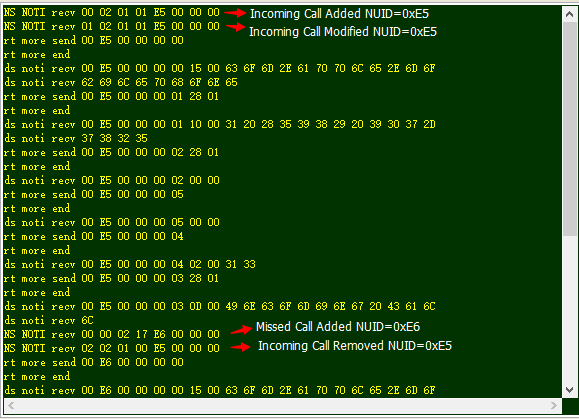 NS NOTI recv 00 02 01 01 E5 00 00 00 Incoming Call Added NUID=0xE5
NS NOTI recv 01 02 01 01 E5 00 00 00 Incoming Call Modified NUID=0xE5
rt more send 00 E5 00 00 00 00
rt more end
ds noti recv 00 E5 00 00 00 00 15 00 63 6F 6D 2E 61 70 70 6C 65 2E 6D 6F
ds noti recv 62 69 6C 65 70 68 6F 6E 65
rt more send 00 E5 00 00 00 01 28 01
rt more end
ds noti recv 00 E5 00 00 00 01 10 00 31 20 28 35 39 38 29 20 39 30 37 2D
ds noti recv 37 38 32 35
rt more send 00 E5 00 00 00 02 28 01
rt more end
ds noti recv 00 E5 00 00 00 02 00 00
rt more send 00 E5 00 00 00 05
rt more end
ds noti recv 00 E5 00 00 00 05 00 00
rt more send 00 E5 00 00 00 04
rt more end
ds noti recv 00 E5 00 00 00 04 02 00 31 33
rt more send 00 E5 00 00 00 03 28 01
rt more end
ds noti recv 00 E5 00 00 00 03 0D 00 49 6E 63 6F 6D 69 6E 67 20 43 61 6C
ds noti recv 6C
NS NOTI recv 00 00 02 17 E6 00 00 00 Missed Call Added NUID=0xE6
NS NOTI recv 02 02 01 00 E5 00 00 00 Incoming Call Removed NUID=0xE5
rt more send 00 E6 00 00 00 00
rt more end
ds noti recv 00 E6 00 00 00 00 15 00 63 6F 6D 2E 61 70 70 6C 65 2E 6D 6F